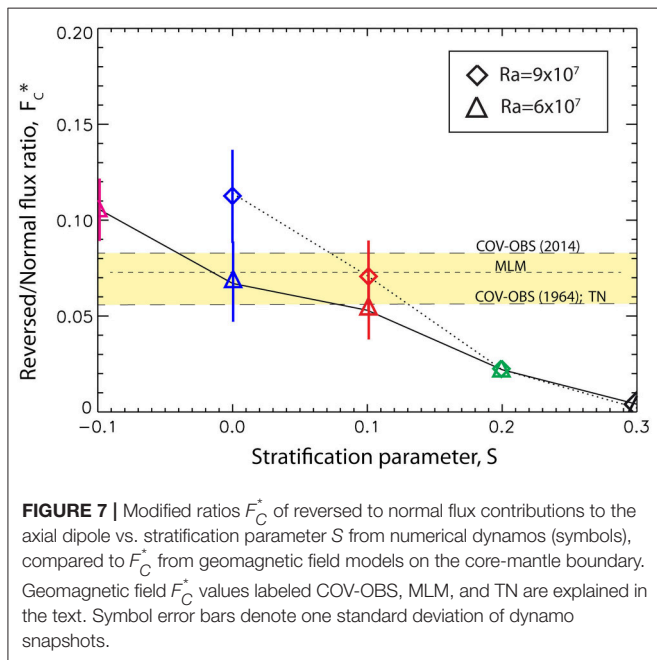 0.20
0.15
0.10
0.05
0
Reversed/Normal flux ratio, F_C*
Ra=9x10⁷
Ra=6x10⁷
COV-OBS (2014)
MLM
COV-OBS (1964); TN
-0.1 0.0 0.1 0.2 0.3
Stratification parameter, S
FIGURE 7 | Modified ratios F_C* of reversed to normal flux contributions to the
axial dipole vs. stratification parameter S from numerical dynamos (symbols),
compared to F_C* from geomagnetic field models on the core-mantle boundary.
Geomagnetic field F_C* values labeled COV-OBS, MLM, and TN are explained in
the text. Symbol error bars denote one standard deviation of dynamo
snapshots.